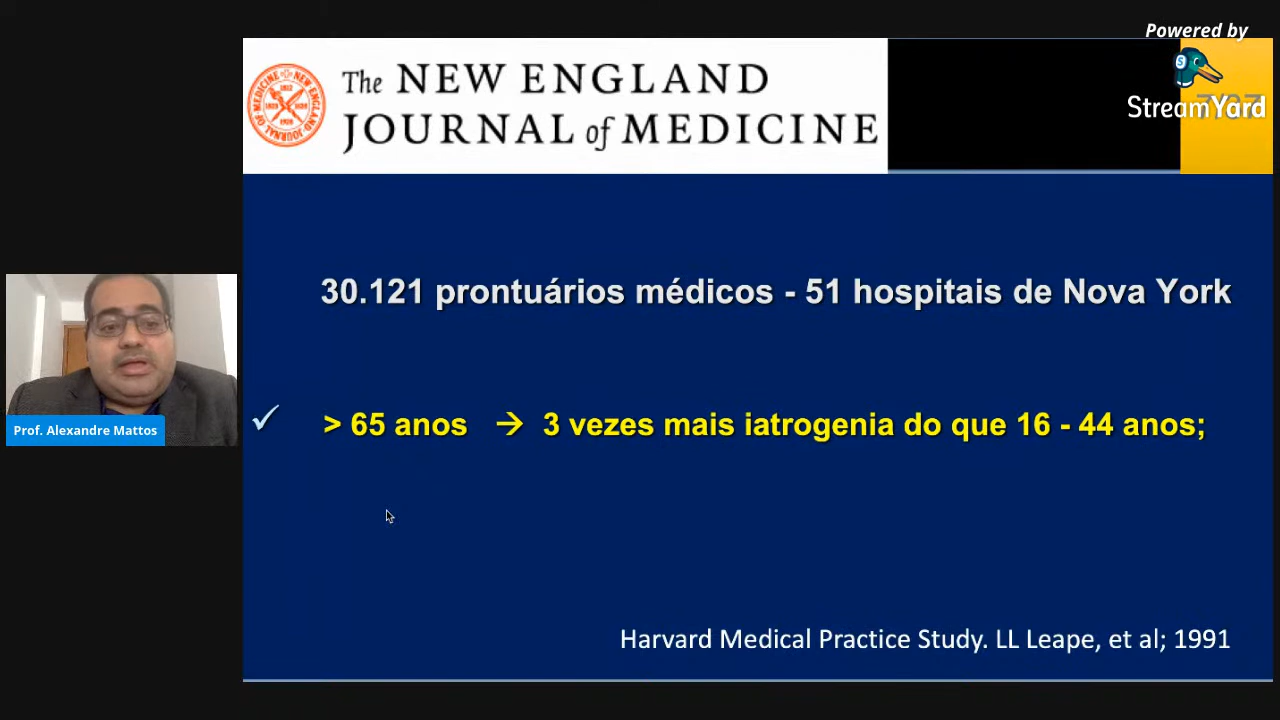 Powered by
StreamYard
The NEW ENGLAND
JOURNAL of MEDICINE
30.121 prontuários médicos - 51 hospitais de Nova York
✓ > 65 anos → 3 vezes mais iatrogenia do que 16 - 44 anos;
Prof. Alexandre Mattos
Harvard Medical Practice Study. LL Leape, et al; 1991